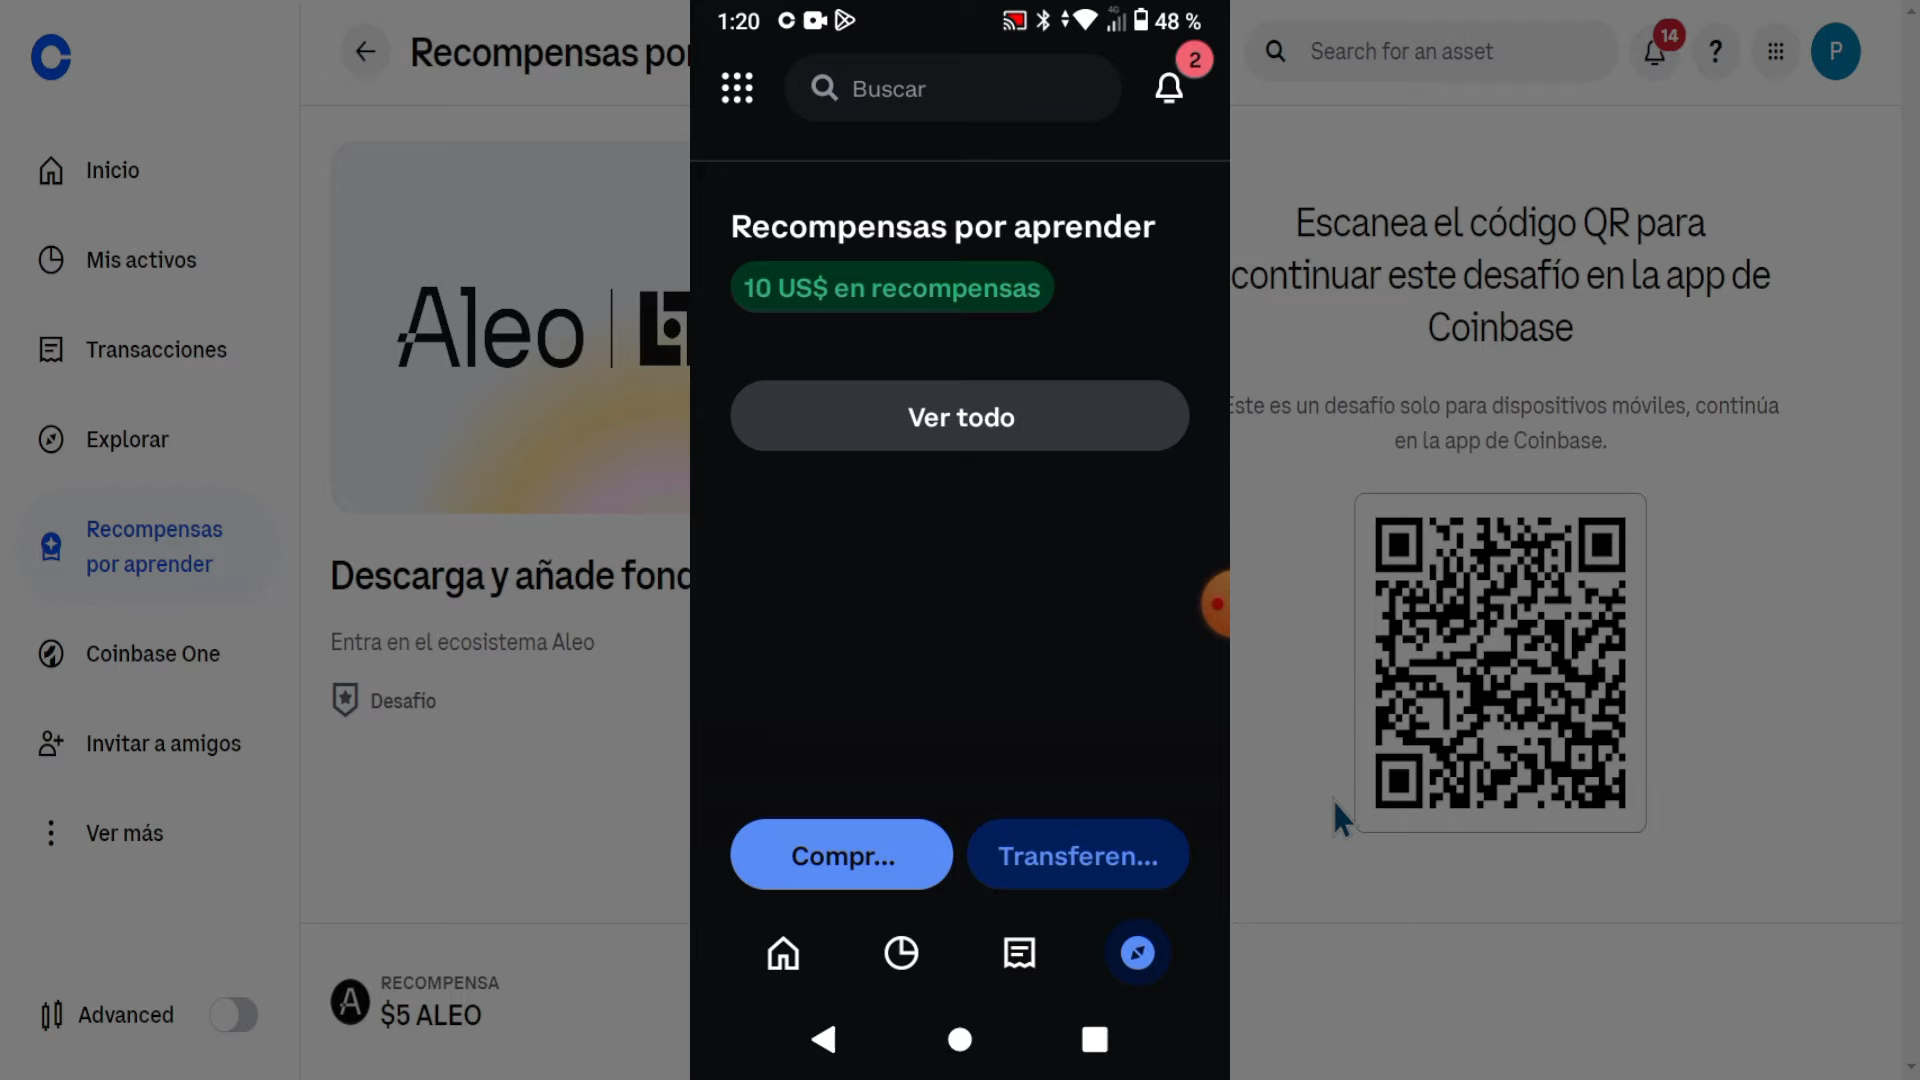 Inicio
Mis activos
Transacciones
Explorar
Recompensas
por aprender
Coinbase One
Invitar a amigos
Ver más
Advanced
Recompensas por
Aleo
Descarga y añade fond
Entra en el ecosistema Aleo
Desafío
RECOMPENSA
$5 ALEO
1:20
4G
48 %
Buscar
2
Recompensas por aprender
10 US$ en recompensas
Ver todo
Compr...
Transferen...
Search for an asset
14
?
P
Escanea el código QR para
continuar este desafío en la app de
Coinbase
Este es un desafío solo para dispositivos móviles, continúa
en la app de Coinbase.